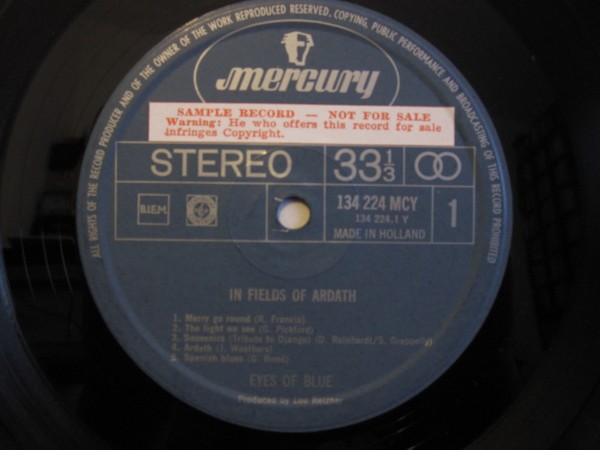 ALL RIGHTS OF THE RECORD PRODUCER AND OF THE OWNER OF THE WORK REPRODUCED RESERVED. COPYING, PUBLIC PERFORMANCE AND BROADCASTING OF THIS RECORD PROHIBITED
mercury
SAMPLE RECORD — NOT FOR SALE
Warning: He who offers this record for sale
infringes Copyright.
STEREO 33 1/3
B.I.E.M. 134 224 MCY 1
134 224.1 Y
MADE IN HOLLAND
IN FIELDS OF ARDATH
1. Merry go round (R. Francis)
2. The light we see (G. Pickford)
3. Souvenirs (Tribute to Django) (D. Reinhardt/S. Grappelly)
4. Ardath (J. Weathers)
5. Spanish blues (G. Bond)
EYES OF BLUE
Produced by Lou Reizner